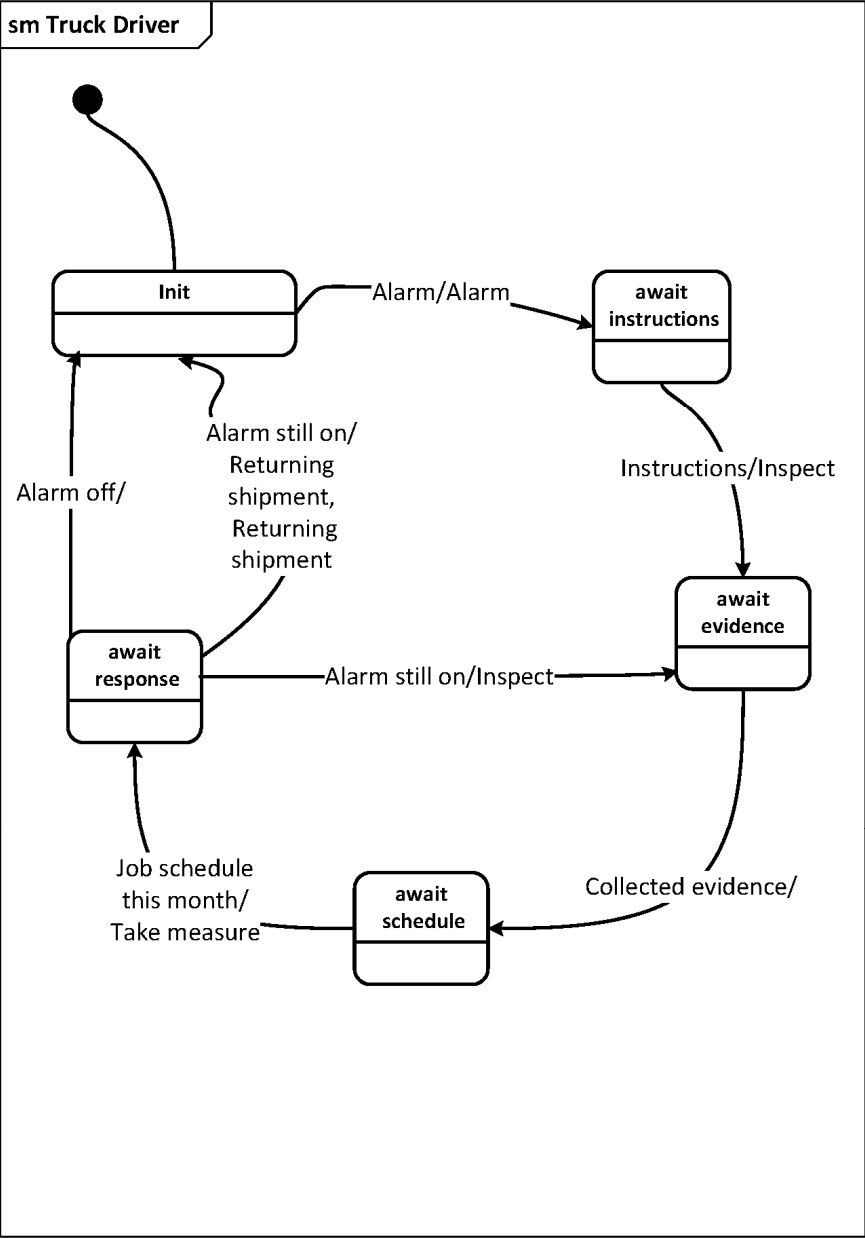 sm Truck Driver
Init
Alarm/Alarm
await
instructions
Alarm still on/
Returning
shipment,
Returning
shipment
Alarm off/
Instructions/Inspect
await
evidence
await
response
Alarm still on/Inspect
Job schedule
this month/
Take measure
await
schedule
Collected evidence/